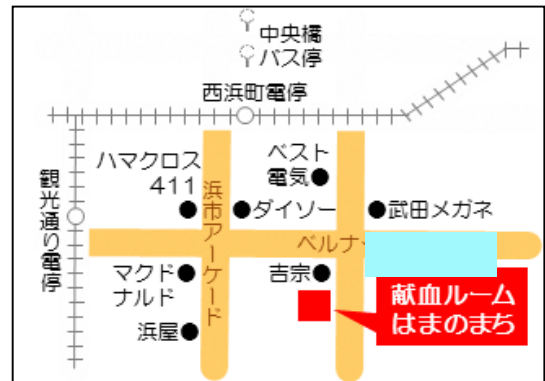 中央橋
バス停
西浜町電停
ハマクロス
411
ベスト
電気
観光通り電停
浜市アーケード
ダイソー
武田メガネ
ベルナ
マクド
ナルド
吉宗
浜屋
献血ルーム
はまのまち